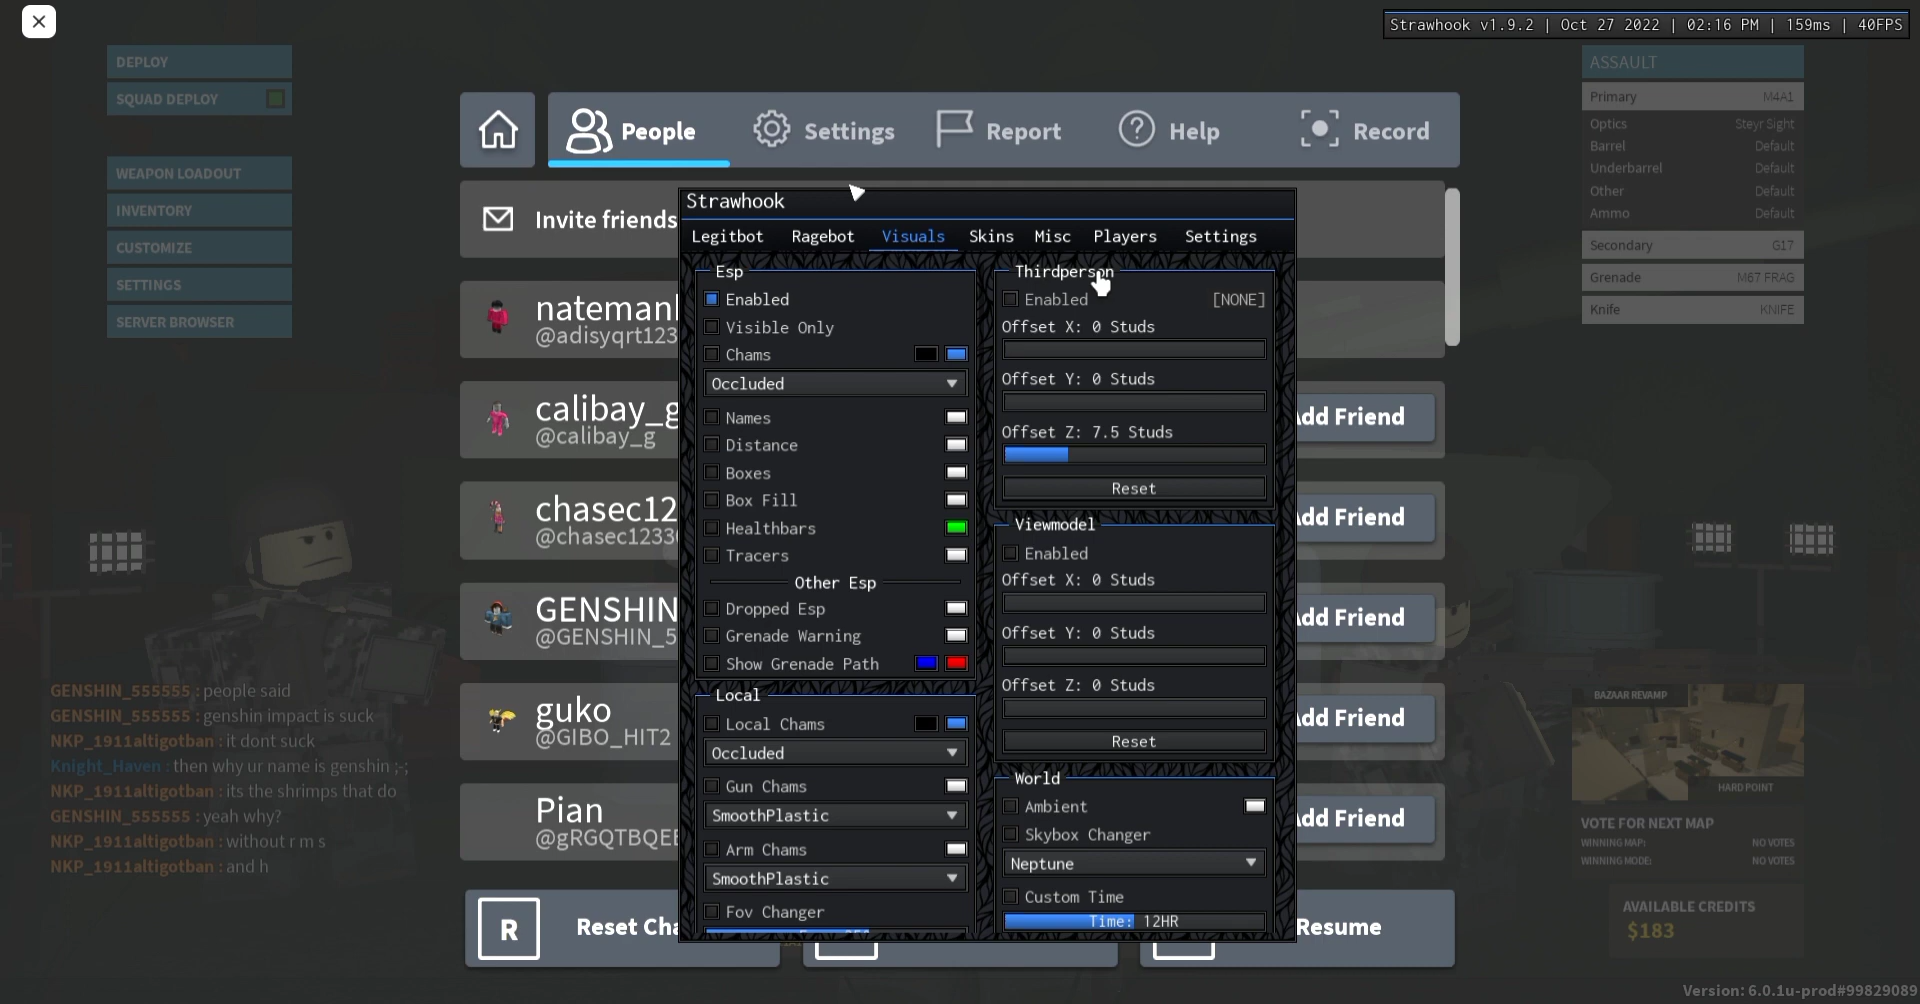 Strawhook v1.9.2 | Oct 27 2022 | 02:16 PM | 159ms | 40FPS
DEPLOY
SQUAD DEPLOY
WEAPON LOADOUT
INVENTORY
CUSTOMIZE
SETTINGS
SERVER BROWSER
People
Settings
Report
Help
Record
Invite friends
natemanl
@adisyqrt123
calibay_g
@calibay_g
Add Friend
chasec12
@chasec1233
Add Friend
GENSHIN
@GENSHIN_5
Add Friend
guko
@GIBO_HIT2
Add Friend
Pian
@gRGQTBQEE
Add Friend
R
Reset Cha
Resume
Strawhook
Legitbot Ragebot Visuals Skins Misc Players Settings
Esp
Enabled
Visible Only
Chams
Occluded
Names
Distance
Boxes
Box Fill
Healthbars
Tracers
Other Esp
Dropped Esp
Grenade Warning
Show Grenade Path
Local
Local Chams
Occluded
Gun Chams
SmoothPlastic
Arm Chams
SmoothPlastic
Fov Changer
Thirdperson
Enabled [NONE]
Offset X: 0 Studs
Offset Y: 0 Studs
Offset Z: 7.5 Studs
Reset
Viewmodel
Enabled
Offset X: 0 Studs
Offset Y: 0 Studs
Offset Z: 0 Studs
Reset
World
Ambient
Skybox Changer
Neptune
Custom Time
Time: 12HR
ASSAULT
Primary M4A1
Optics Steyr Sight
Barrel Default
Underbarrel Default
Other Default
Ammo Default
Secondary G17
Grenade M67 FRAG
Knife KNIFE
GENSHIN_555555 : people said
GENSHIN_555555 : genshin impact is suck
NKP_1911altigotban : it dont suck
Knight_Haven : then why ur name is genshin ;-;
NKP_1911altigotban : its the shrimps that do
GENSHIN_555555 : yeah why?
NKP_1911altigotban : without r m s
NKP_1911altigotban : and h
BAZAAR REVAMP
HARD POINT
VOTE FOR NEXT MAP
WINNING MAP: NO VOTES
WINNING MODE: NO VOTES
AVAILABLE CREDITS
$183
Version: 6.0.1u-prod#99829089